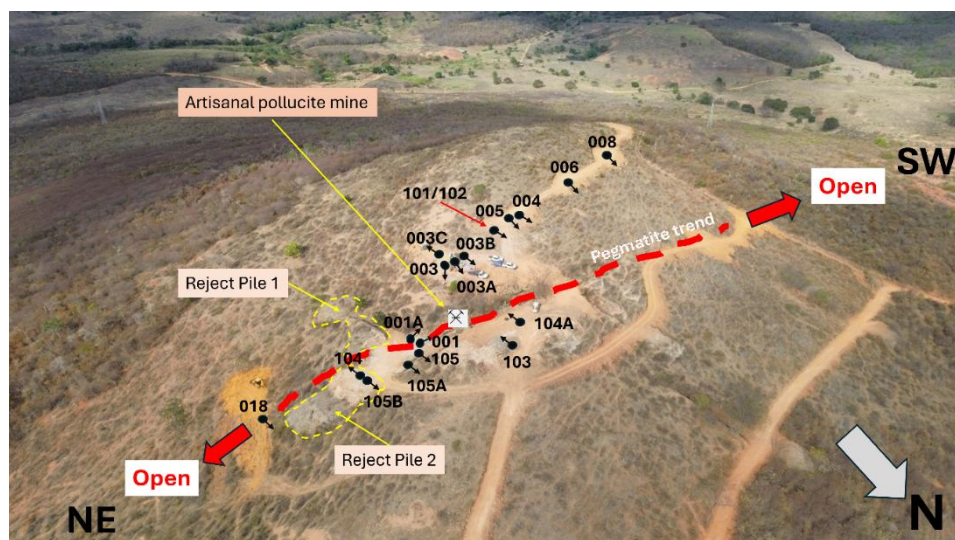 Artisanal pollucite mine
008
SW
006
Open
101/102
005
004
Pegmatite trend
003C
003B
003
003A
Reject Pile 1
001A
001
104A
104
105
103
105A
105B
018
Reject Pile 2
Open
NE
N